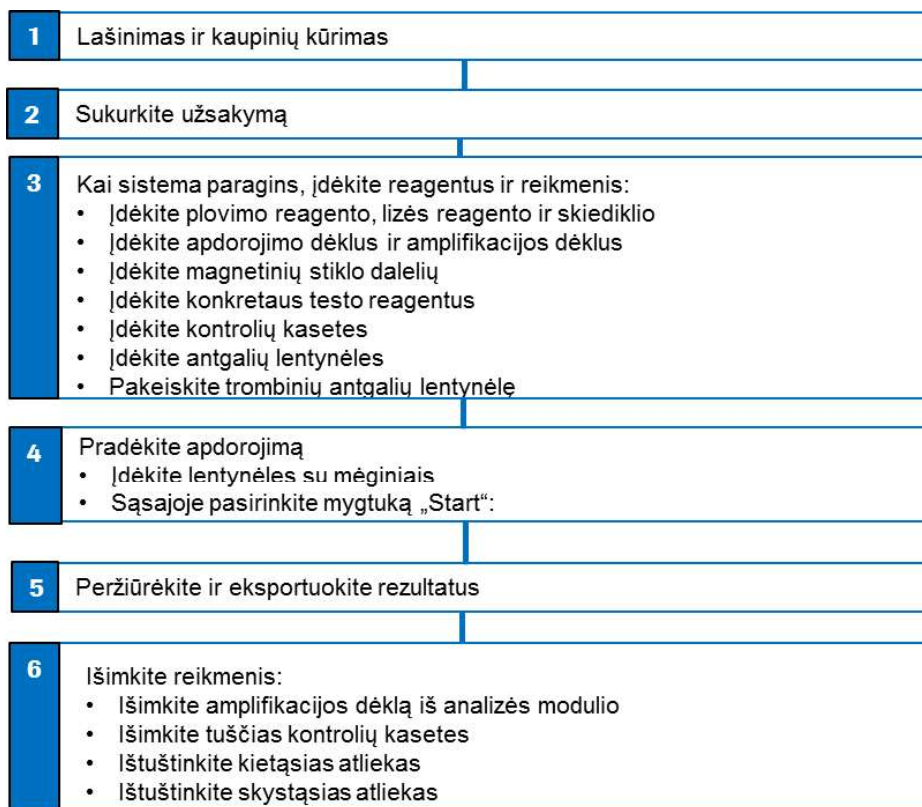 1 Lašinimas ir kaupinių kūrimas
2 Sukurkite užsakymą
3 Kai sistema paragins, įdėkite reagentus ir reikmenis:
• Įdėkite plovimo reagento, lizės reagento ir skiediklio
• Įdėkite apdorojimo dėklus ir amplifikacijos dėklus
• Įdėkite magnetinių stiklo dalelių
• Įdėkite konkretaus testo reagentus
• Įdėkite kontrolių kasetes
• Įdėkite antgalių lentynėles
• Pakeiskite trombinių antgalių lentynėlę
4 Pradėkite apdorojimą
• Įdėkite lentynėles su mėginiais
• Sąsajoje pasirinkite mygtuką „Start“:
5 Peržiūrėkite ir eksportuokite rezultatus
6 Išimkite reikmenis:
• Išimkite amplifikacijos dėklą iš analizės modulio
• Išimkite tuščias kontrolių kasetes
• Ištuštinkite kietąsias atliekas
• Ištuštinkite skystąsias atliekas